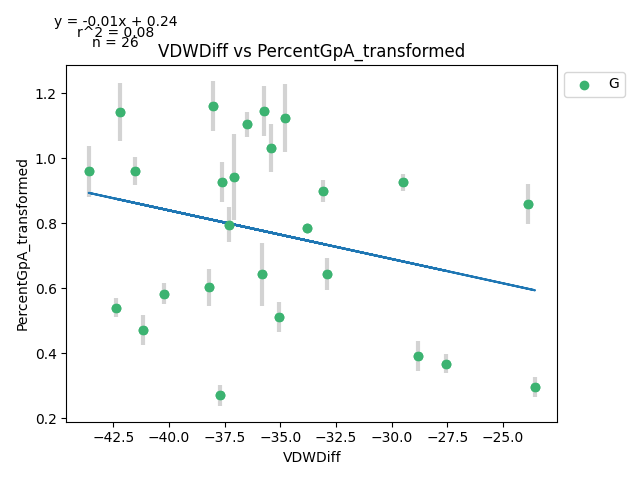 y = -0.01x + 0.24
r^2 = 0.08
n = 26
VDWDiff vs PercentGpA_transformed
G
PercentGpA_transformed
1.2
1.0
0.8
0.6
0.4
0.2
−42.5 −40.0 −37.5 −35.0 −32.5 −30.0 −27.5 −25.0
VDWDiff